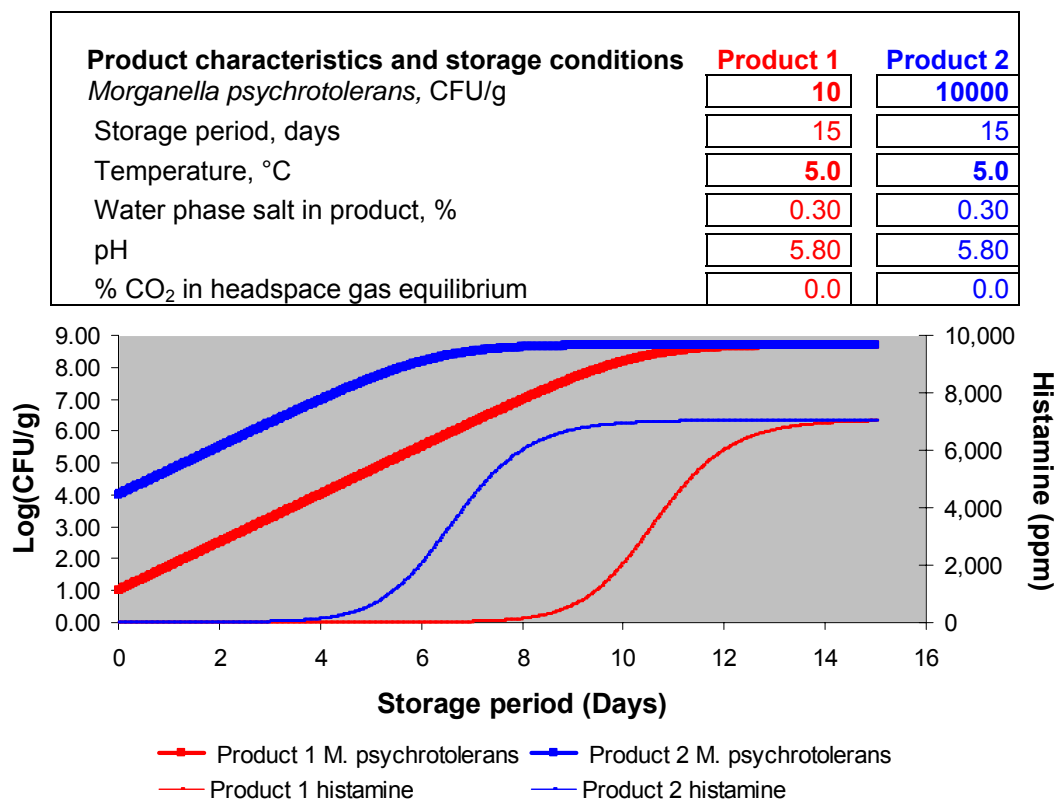 Product characteristics and storage conditions Product 1 Product 2
Morganella psychrotolerans, CFU/g 10 10000
Storage period, days 15 15
Temperature, °C 5.0 5.0
Water phase salt in product, % 0.30 0.30
pH 5.80 5.80
% CO₂ in headspace gas equilibrium 0.0 0.0
Log(CFU/g)
9.00
8.00
7.00
6.00
5.00
4.00
3.00
2.00
1.00
0.00
10,000
8,000
6,000
4,000
2,000
0
Histamine (ppm)
0 2 4 6 8 10 12 14 16
Storage period (Days)
Product 1 M. psychrotolerans Product 2 M. psychrotolerans
Product 1 histamine Product 2 histamine